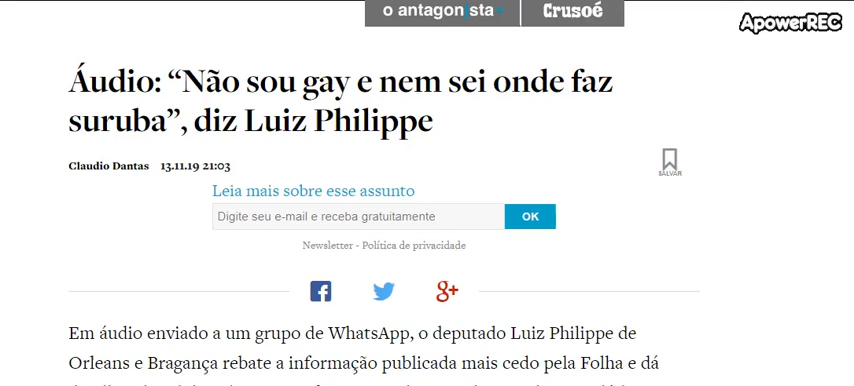 o antagonista+ Crusoé
ApowerREC
Áudio: “Não sou gay e nem sei onde faz
suruba”, diz Luiz Philippe
Claudio Dantas 13.11.19 21:03
SALVAR
Leia mais sobre esse assunto
Digite seu e-mail e receba gratuitamente OK
Newsletter - Política de privacidade
Em áudio enviado a um grupo de WhatsApp, o deputado Luiz Philippe de
Orleans e Bragança rebate a informação publicada mais cedo pela Folha e dá